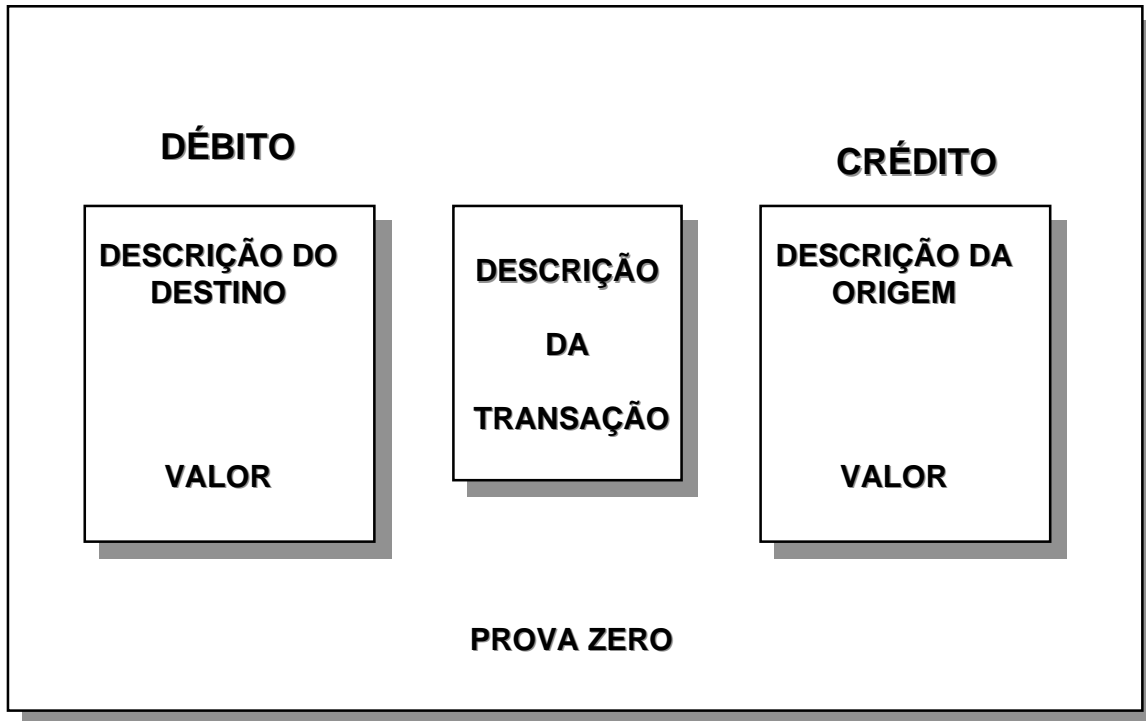 DÉBITO
CRÉDITO
DESCRIÇÃO DO
DESTINO
VALOR
DESCRIÇÃO
DA
TRANSAÇÃO
DESCRIÇÃO DA
ORIGEM
VALOR
PROVA ZERO